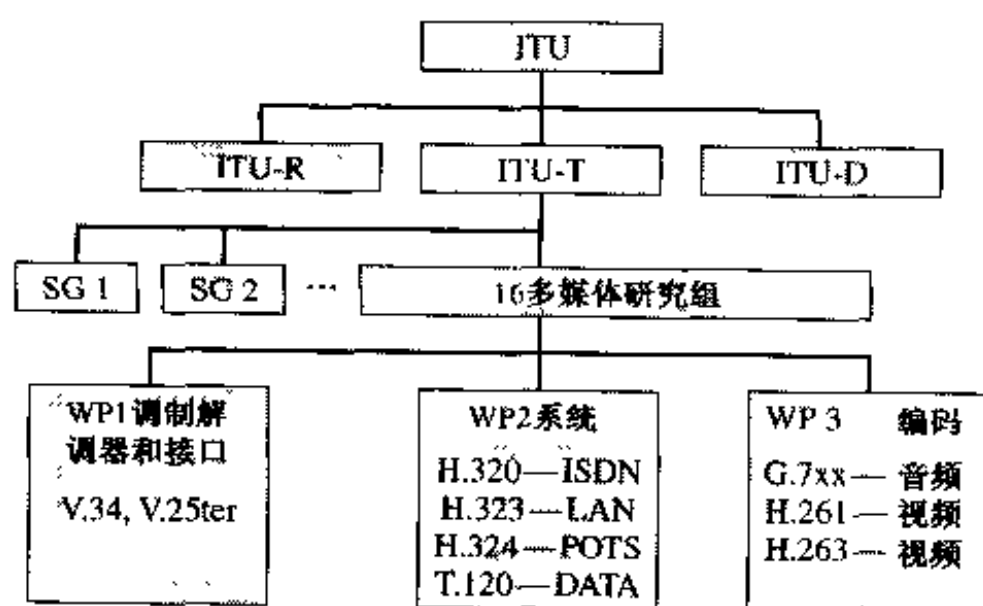 ITU
ITU-R
ITU-T
ITU-D
SG 1
SG 2
...
16多媒体研究组
WP1调制解
调器和接口
V.34, V.25ter
WP2系统
H.320—ISDN
H.323—LAN
H.324—POTS
T.120—DATA
WP 3 编码
G.7xx—音频
H.261—视频
H.263—视频